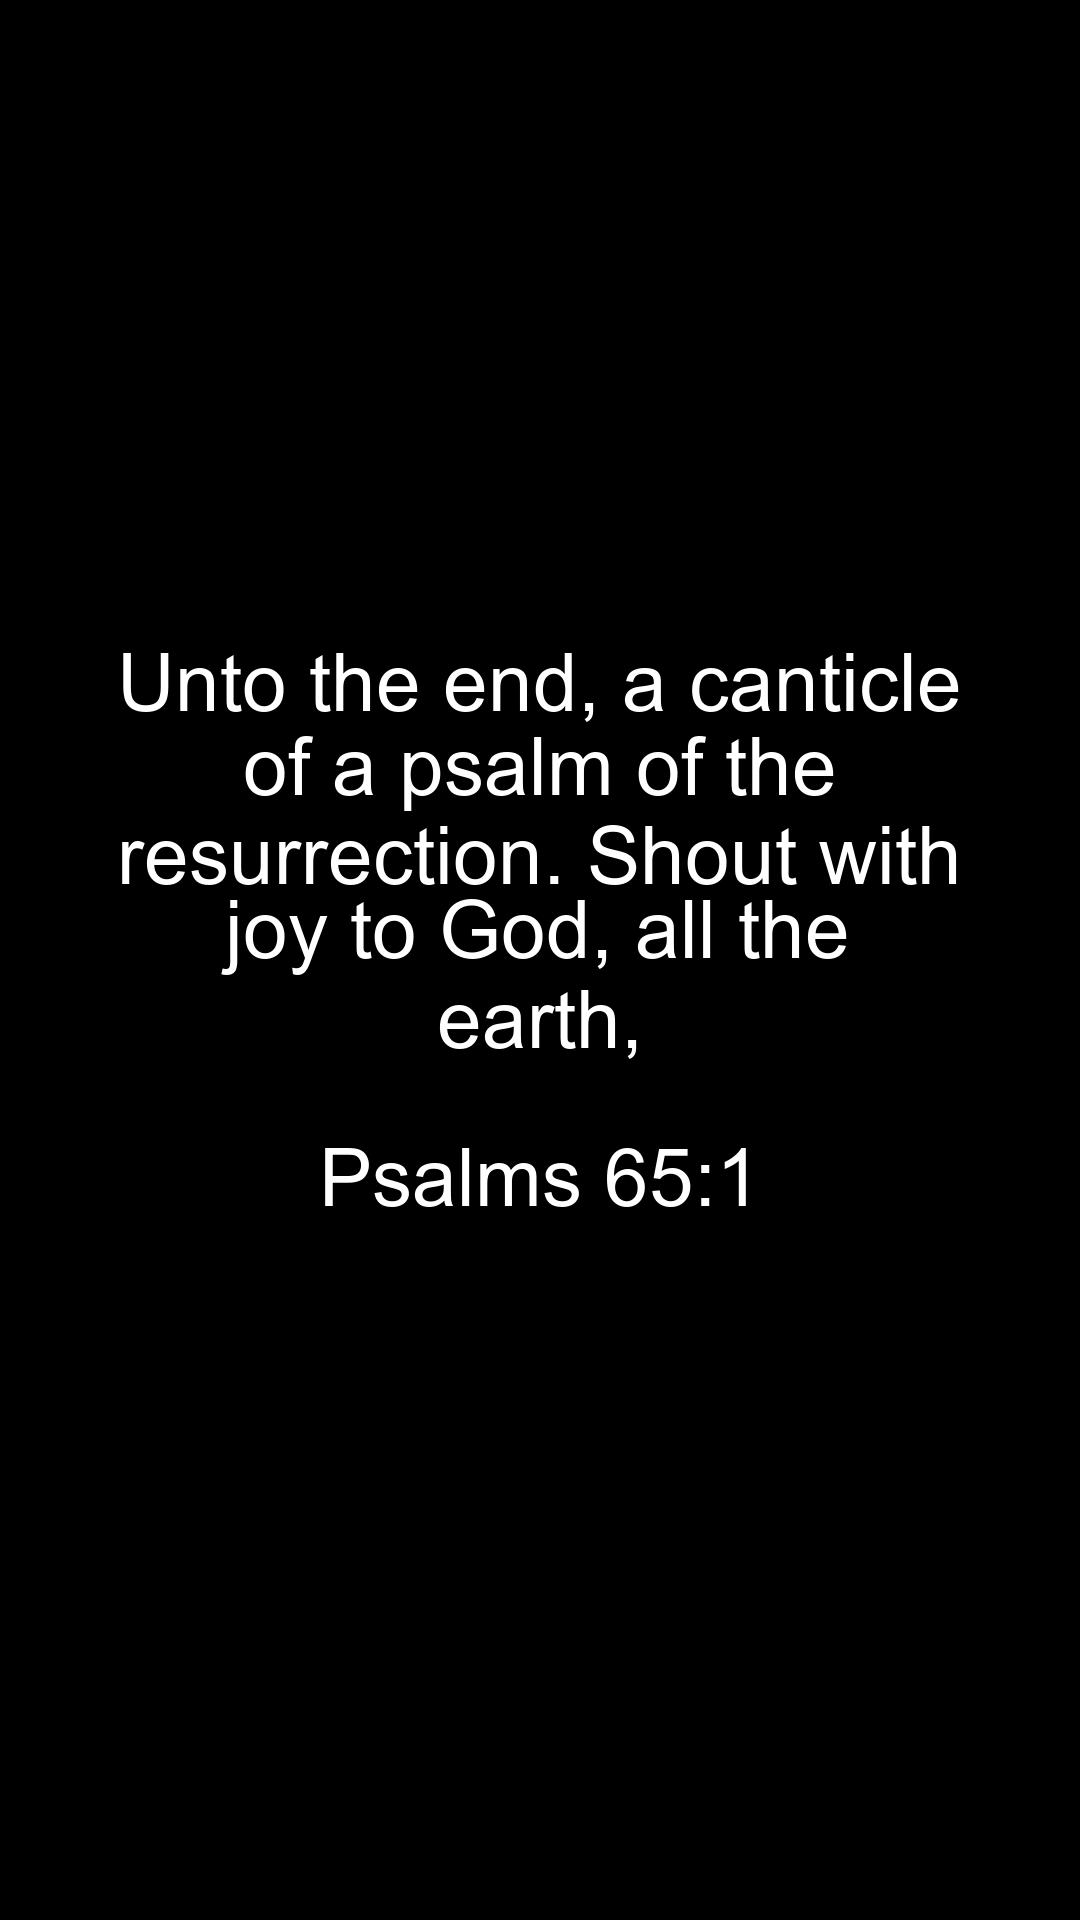 Unto the end, a canticle
of a psalm of the
resurrection. Shout with
joy to God, all the
earth,
Psalms 65:1